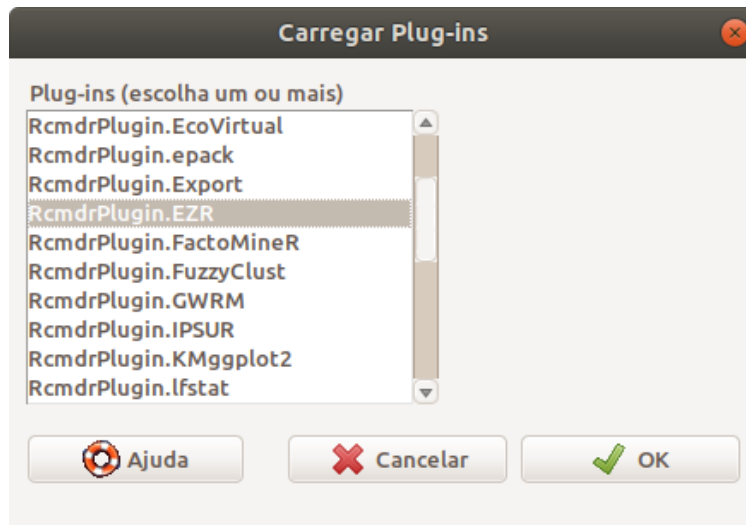 Carregar Plug-ins
Plug-ins (escolha um ou mais)
RcmdrPlugin.EcoVirtual
RcmdrPlugin.epack
RcmdrPlugin.Export
RcmdrPlugin.EZR
RcmdrPlugin.FactoMineR
RcmdrPlugin.FuzzyClust
RcmdrPlugin.GWRM
RcmdrPlugin.IPSUR
RcmdrPlugin.KMggplot2
RcmdrPlugin.lfstat
Ajuda Cancelar OK